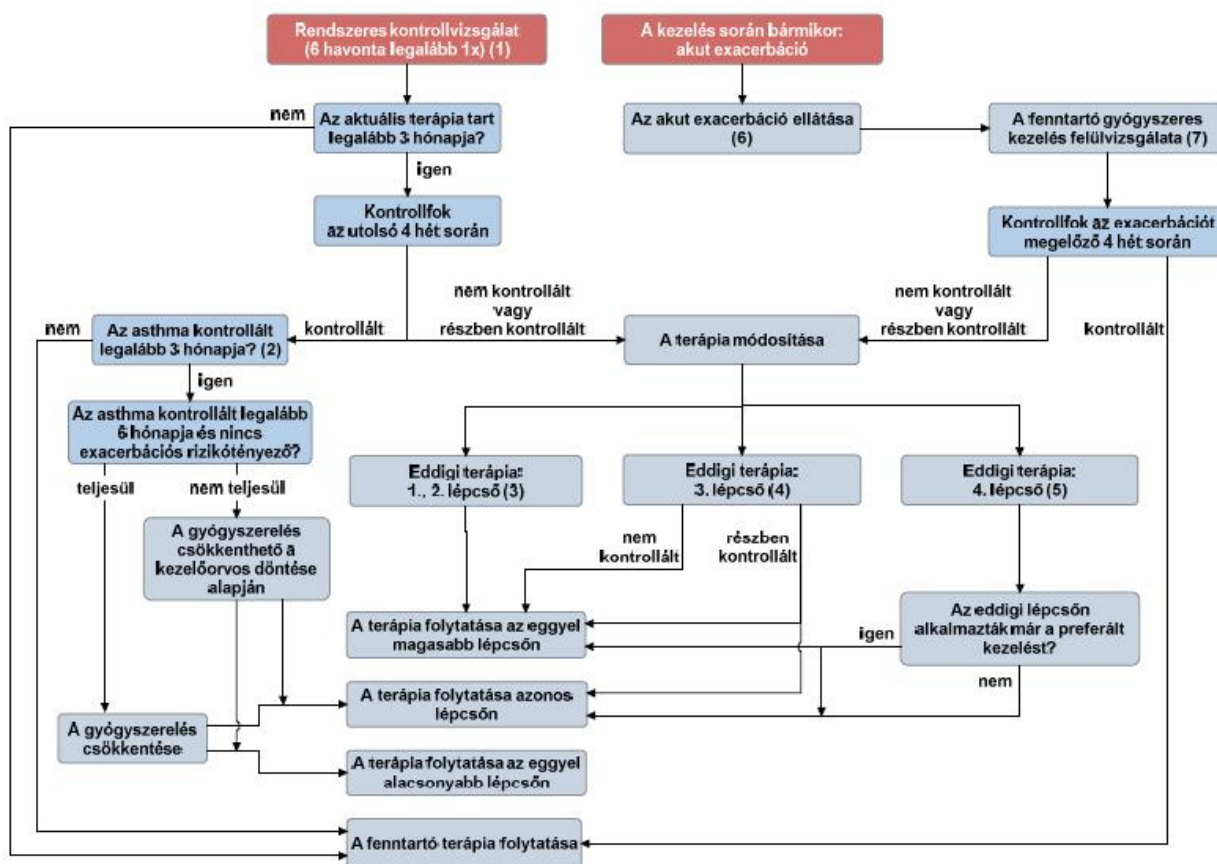 Rendszeres kontrollvizsgálat
(6 havonta legalább 1x) (1)
A kezelés során bármikor:
akut exacerbáció
nem
Az aktuális terápia tart
legalább 3 hónapja?
Az akut exacerbáció ellátása
(6)
A fenntartó gyógyszeres
kezelés felülvizsgálata (7)
igen
Kontrollfok
az utolsó 4 hét során
Kontrollfok az exacerbációt
megelőző 4 hét során
nem
Az asthma kontrollált
legalább 3 hónapja? (2)
kontrollált
nem kontrollált
vagy
részben kontrollált
A terápia módosítása
nem kontrollált
vagy
részben kontrollált
kontrollált
igen
Az asthma kontrollált legalább
6 hónapja és nincs
exacerbációs rizikótényező?
teljesül
nem teljesül
Eddigi terápia:
1., 2. lépcső (3)
Eddigi terápia:
3. lépcső (4)
Eddigi terápia:
4. lépcső (5)
A gyógyszerelés
csökkenthető a
kezelőorvos döntése
alapján
nem
kontrollált
részben
kontrollált
A terápia folytatása az eggyel
magasabb lépcsőn
igen
Az eddigi lépcsőn
alkalmazták már a preferált
kezelést?
nem
A terápia folytatása azonos
lépcsőn
A gyógyszerelés
csökkentése
A terápia folytatása az eggyel
alacsonyabb lépcsőn
A fenntartó terápia folytatása